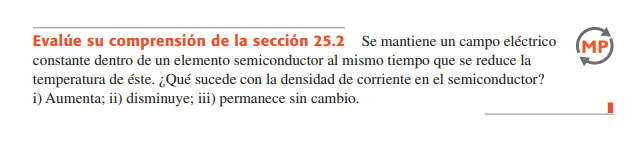 Evalúe su comprensión de la sección 25.2 Se mantiene un campo eléctrico
constante dentro de un elemento semiconductor al mismo tiempo que se reduce la
temperatura de éste. ¿Qué sucede con la densidad de corriente en el semiconductor?
i) Aumenta; ii) disminuye; iii) permanece sin cambio.
MP